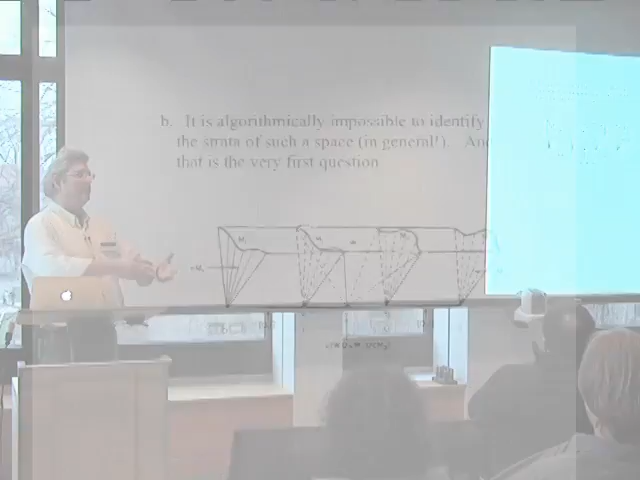 b. It is algorithmically impossible to identify
the strata of such a space (in general!). And
that is the very first question